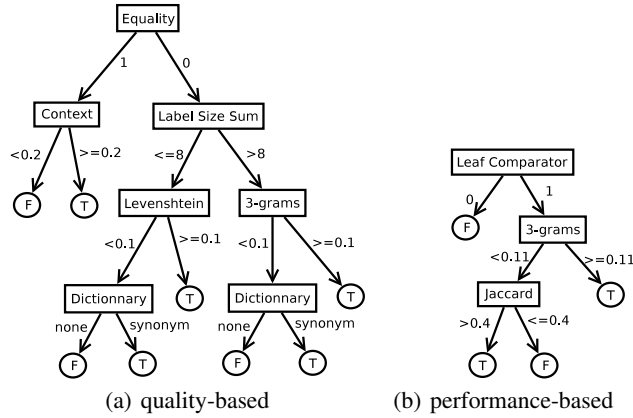 Equality
1 0
Context Label Size Sum
<0.2 >=0.2 <=8 >8
Leaf Comparator
F T Levenshtein 3-grams
0 1
<0.1 >=0.1 <0.1 >=0.1
F 3-grams
<0.11 >=0.11
Dictionnary T Dictionnary T Jaccard T
none synonym none synonym >0.4 <=0.4
F T F T T F
(a) quality-based (b) performance-based